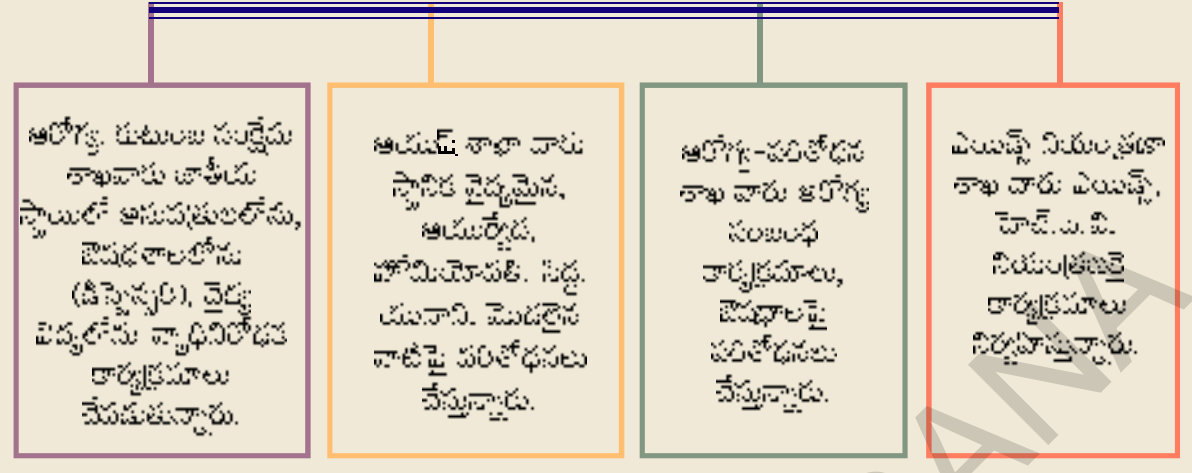 ఆరోగ్య, కుటుంబ సంక్షేమ
శాఖవారు జాతీయ
స్థాయిలో ఆసుపత్రులలోను,
ఔషధశాలలోను
(డిస్పెన్సరి), వైద్య
విద్యలోను వ్యాధినిరోధక
కార్యక్రమాలు
చేపడుతున్నారు.
ఆయుష్ శాఖా వారు
స్థానిక వైద్యమైన,
ఆయుర్వేద,
హోమియోపతి, సిద్ధ,
యునాని, మొదలైన
వాటిపై పరిశోధనలు
చేస్తున్నారు.
ఆరోగ్య-పరిశోధన
శాఖ వారు ఆరోగ్య
సంబంధ
కార్యక్రమాలు,
ఔషధాలపై
పరిశోధనలు
చేస్తున్నారు.
ఎయిడ్స్ నియంత్రణా
శాఖ వారు ఎయిడ్స్,
హెచ్.ఐ.వి.
నియంత్రణకై
కార్యక్రమాలు
నిర్వహిస్తున్నారు.
ANA